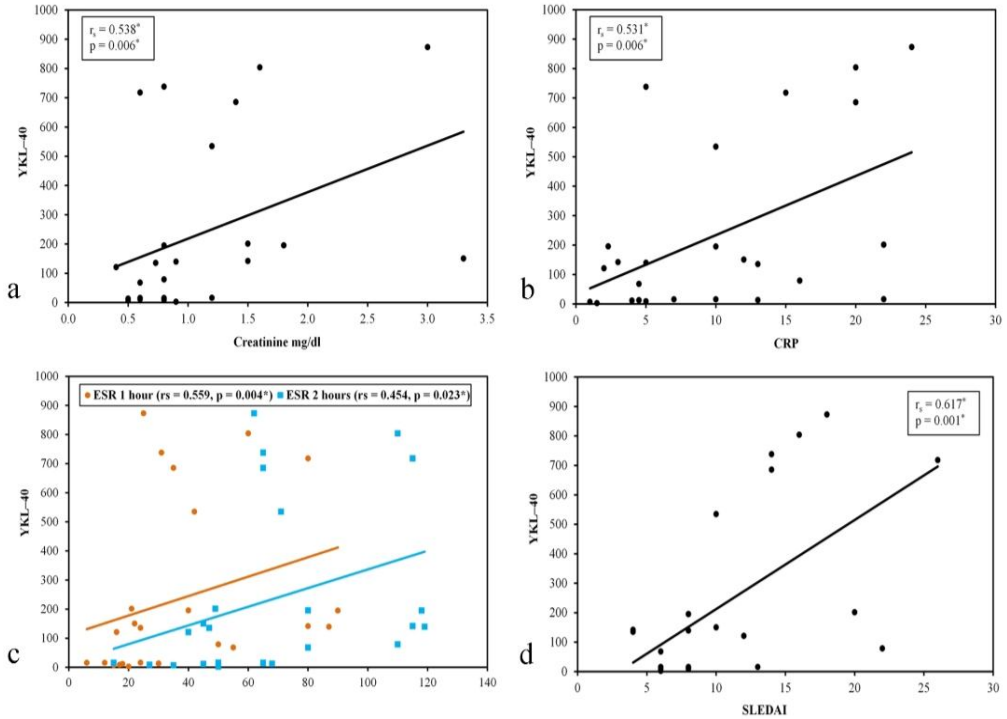 rs = 0.538*
p = 0.006*
YKL–40
1000
900
800
700
600
500
400
300
200
100
0
0.0 0.5 1.0 1.5 2.0 2.5 3.0 3.5
Creatinine mg/dl
a
rs = 0.531*
p = 0.006*
YKL–40
1000
900
800
700
600
500
400
300
200
100
0
0 5 10 15 20 25 30
CRP
b
ESR 1 hour (rs = 0.559, p = 0.004*) ESR 2 hours (rs = 0.454, p = 0.023*)
YKL–40
1000
900
800
700
600
500
400
300
200
100
0
0 20 40 60 80 100 120 140
c
rs = 0.617*
p = 0.001*
YKL–40
1000
900
800
700
600
500
400
300
200
100
0
0 5 10 15 20 25 30
SLEDAI
d